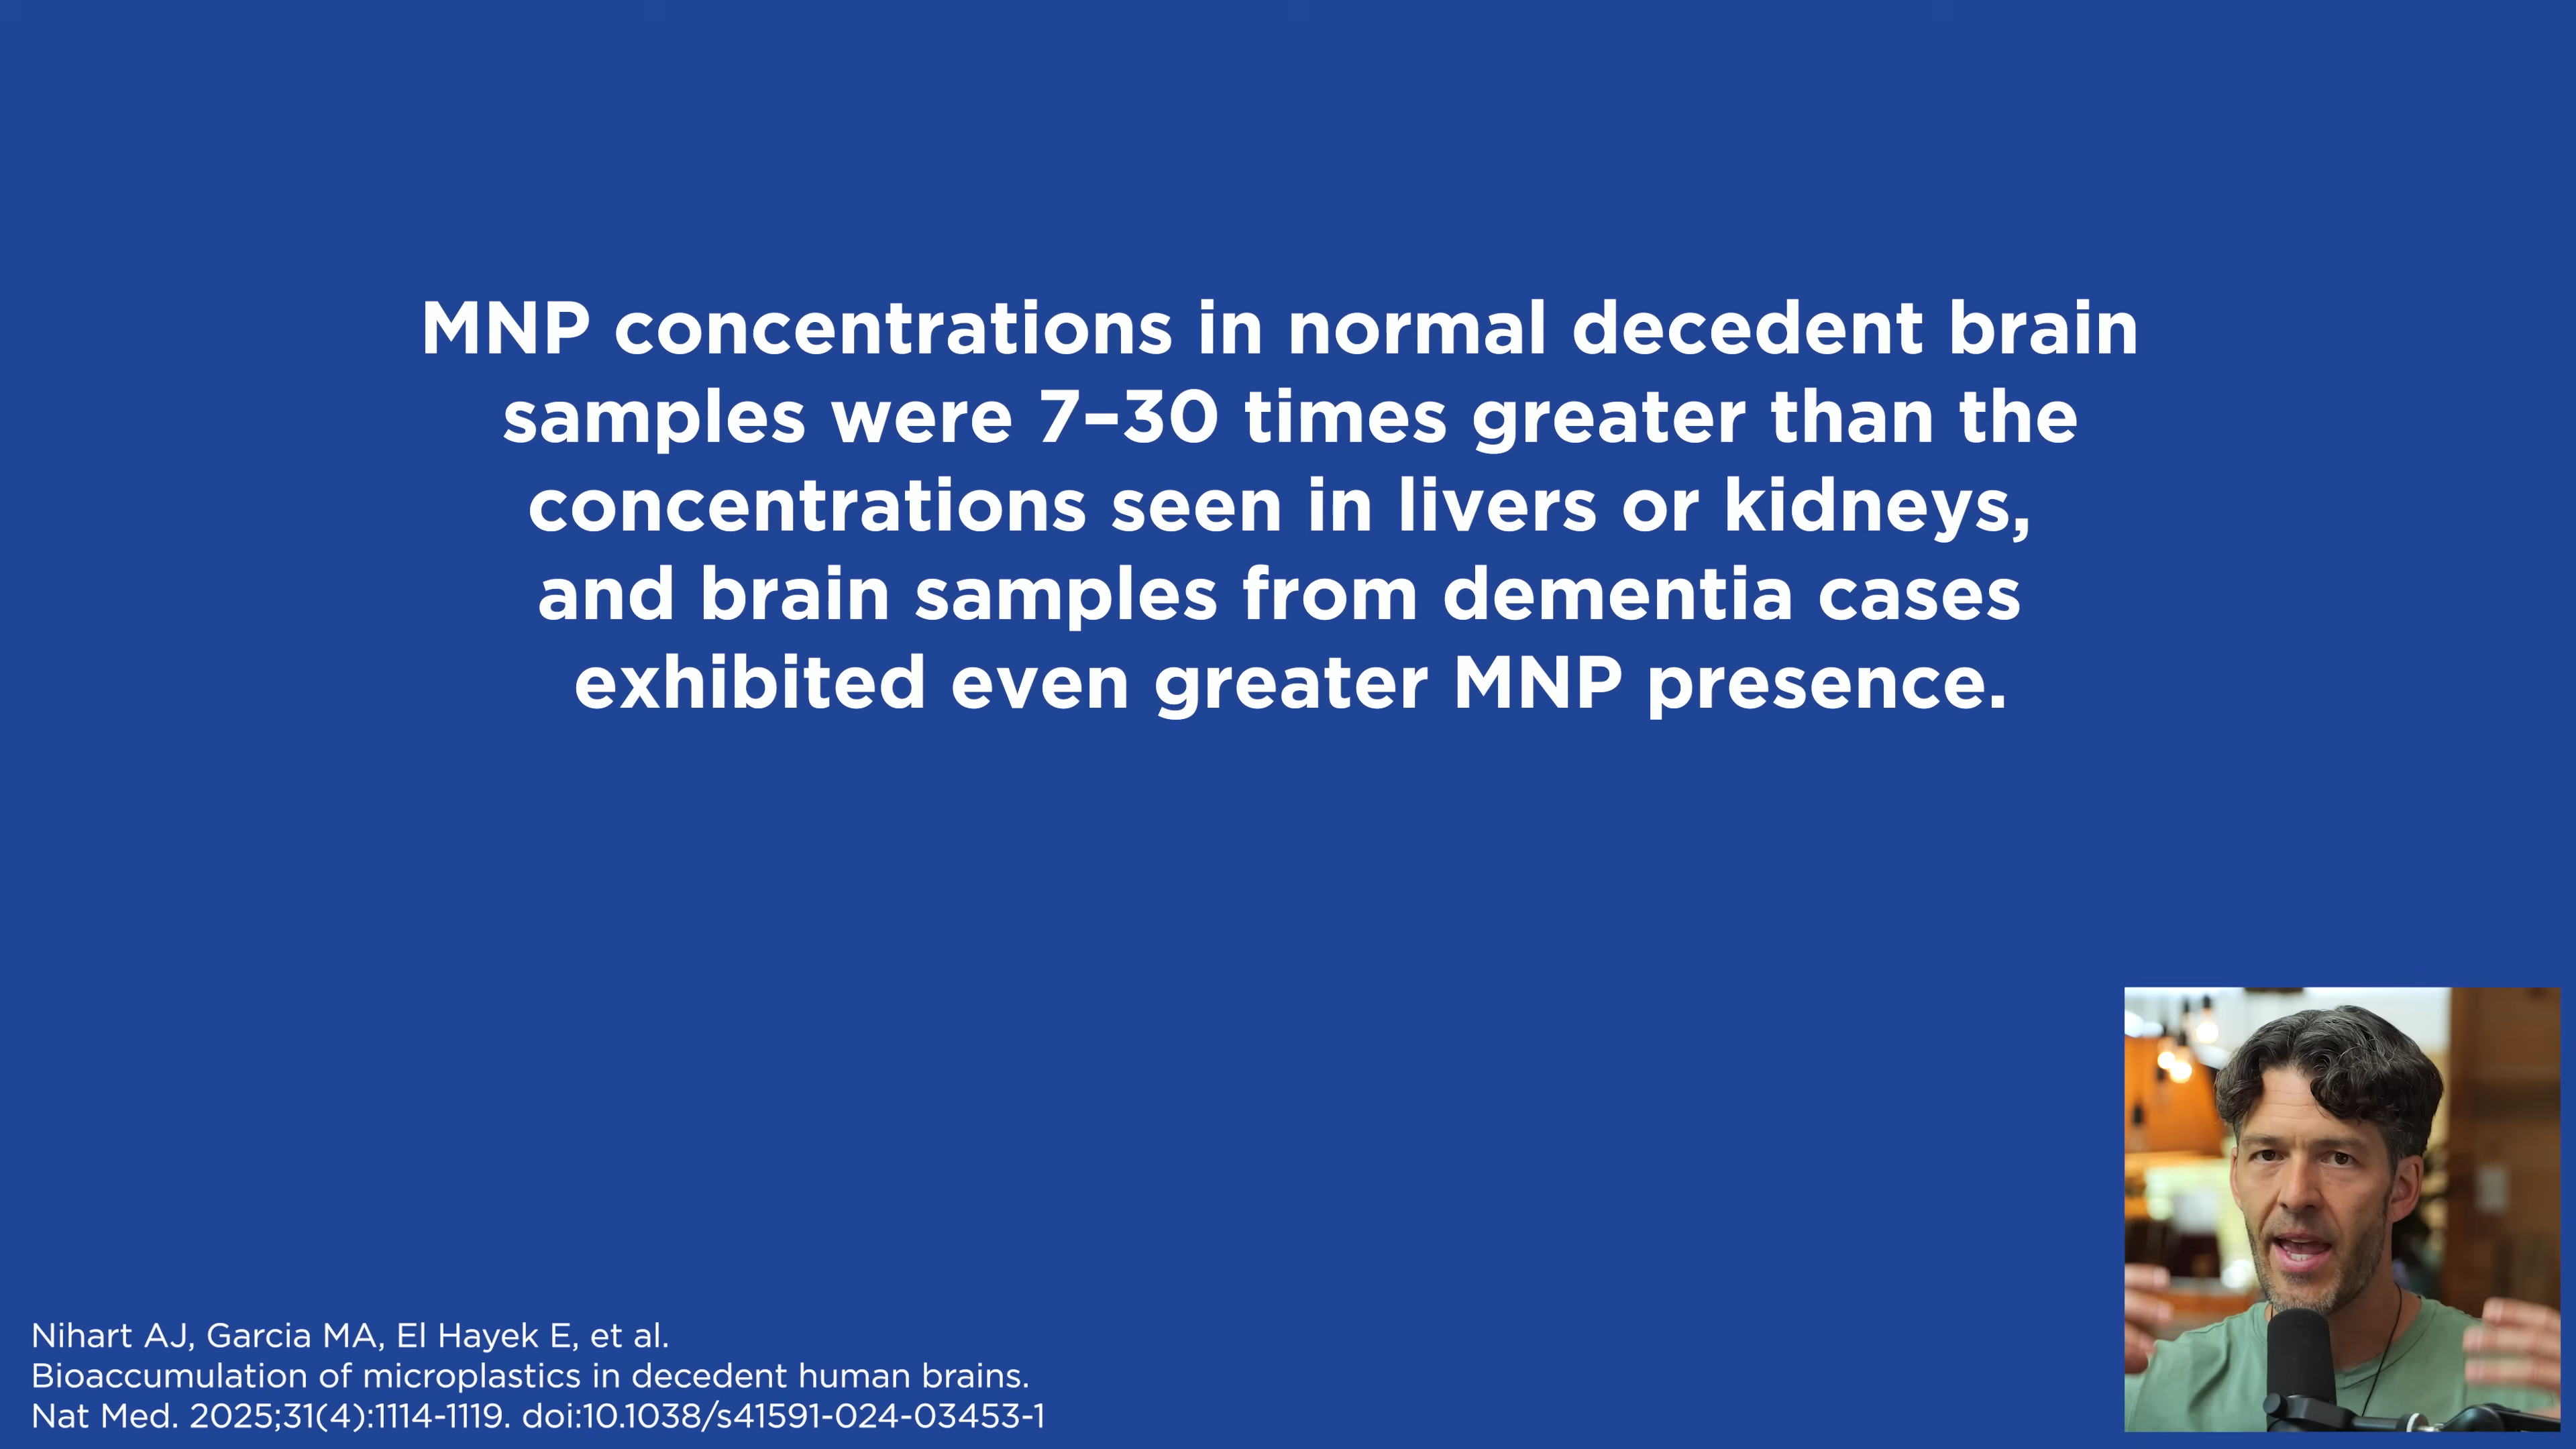 MNP concentrations in normal decedent brain
samples were 7–30 times greater than the
concentrations seen in livers or kidneys,
and brain samples from dementia cases
exhibited even greater MNP presence.
Nihart AJ, Garcia MA, El Hayek E, et al.
Bioaccumulation of microplastics in decedent human brains.
Nat Med. 2025;31(4):1114-1119. doi:10.1038/s41591-024-03453-1